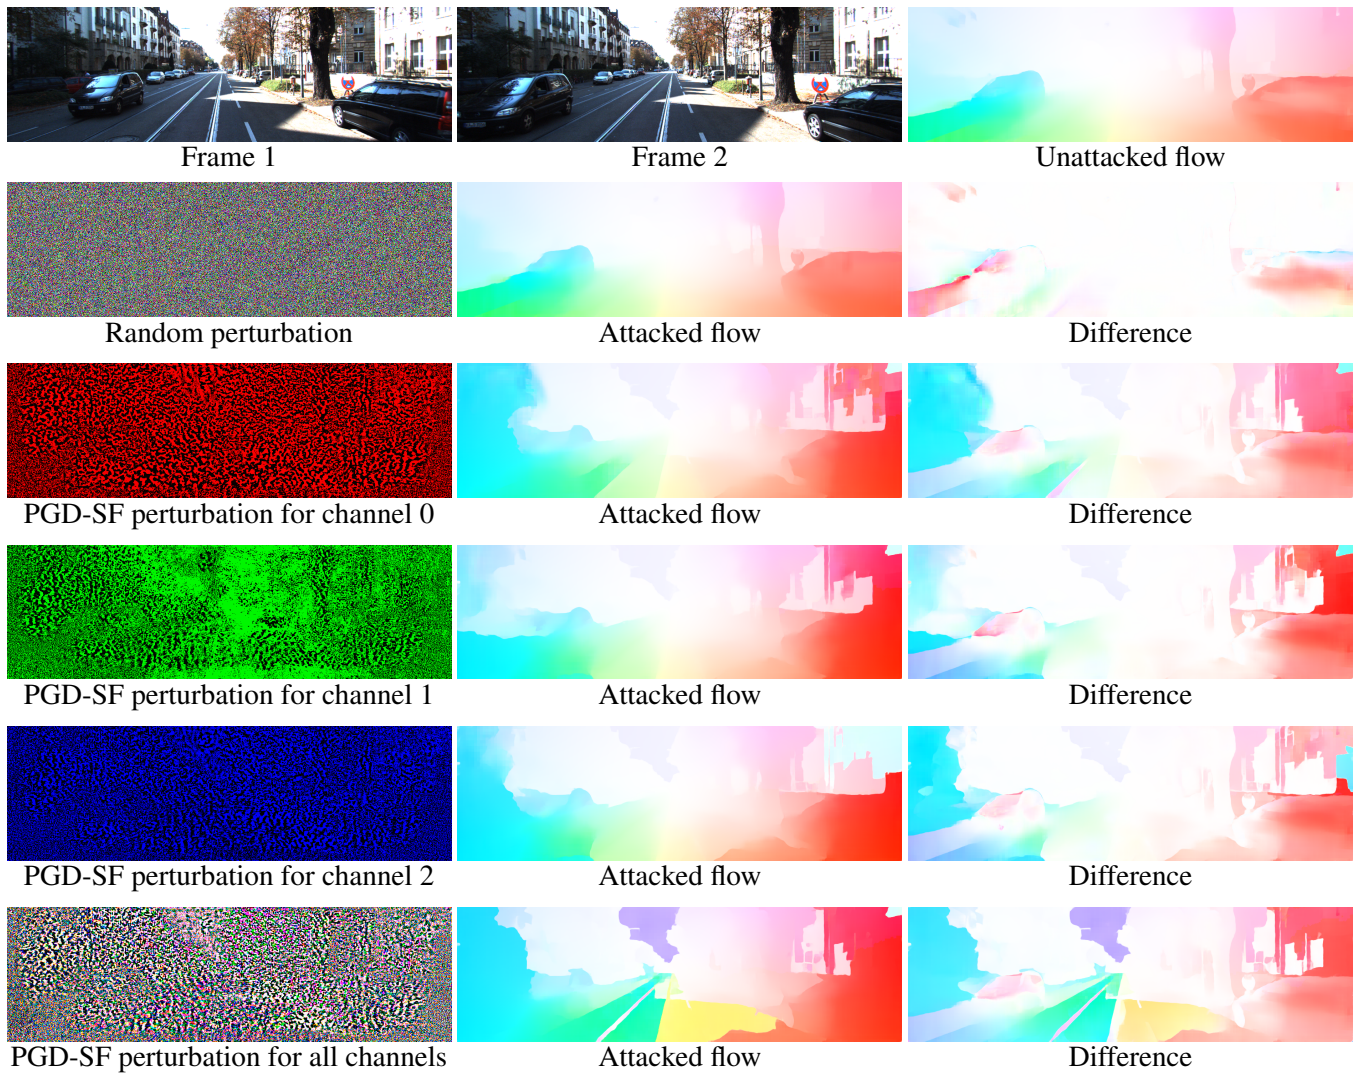 Frame 1
Frame 2
Unattacked flow
Random perturbation
Attacked flow
Difference
PGD-SF perturbation for channel 0
Attacked flow
Difference
PGD-SF perturbation for channel 1
Attacked flow
Difference
PGD-SF perturbation for channel 2
Attacked flow
Difference
PGD-SF perturbation for all channels
Attacked flow
Difference